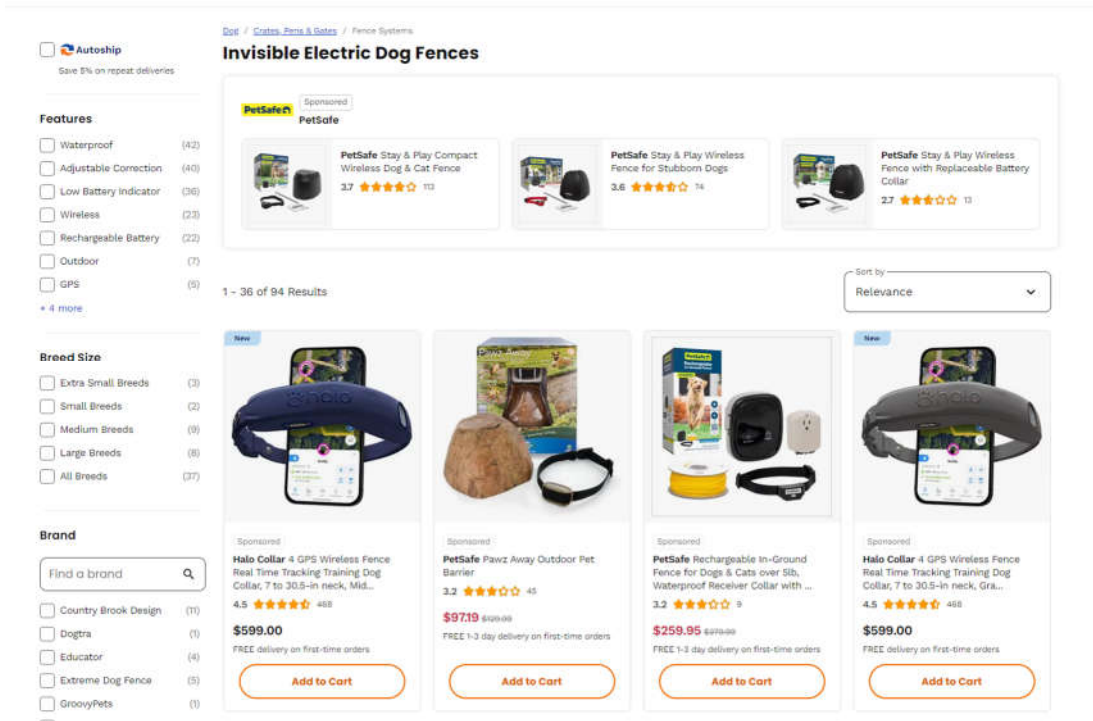 Dog / Crates, Pens & Gates / Fence Systems
Invisible Electric Dog Fences
Autoship
Save 5% on repeat deliveries
Features
Waterproof (42)
Adjustable Correction (40)
Low Battery Indicator (36)
Wireless (23)
Rechargeable Battery (22)
Outdoor (7)
GPS (5)
+ 4 more
Breed Size
Extra Small Breeds (3)
Small Breeds (2)
Medium Breeds (9)
Large Breeds (8)
All Breeds (37)
Brand
Find a brand
Country Brook Design (11)
Dogtra (1)
Educator (4)
Extreme Dog Fence (5)
GroovyPets (1)
PetSafe
Sponsored
PetSafe
PetSafe Stay & Play Compact
Wireless Dog & Cat Fence
3.7 113
PetSafe Stay & Play Wireless
Fence for Stubborn Dogs
3.6 74
PetSafe Stay & Play Wireless
Fence with Replaceable Battery
Collar
2.7 13
1 - 36 of 94 Results
Sort by
Relevance
New
halo
Sponsored
Halo Collar 4 GPS Wireless Fence
Real Time Tracking Training Dog
Collar, 7 to 30.5-in neck, Mid...
4.5 468
$599.00
FREE delivery on first-time orders
Add to Cart
Pawz Away
Sponsored
PetSafe Pawz Away Outdoor Pet
Barrier
3.2 45
$97.19
FREE 1-3 day delivery on first-time orders
Add to Cart
PetSafe
Rechargeable
Sponsored
PetSafe Rechargeable In-Ground
Fence for Dogs & Cats over 5lb,
Waterproof Receiver Collar with ...
3.2 9
$259.95
FREE 1-3 day delivery on first-time orders
Add to Cart
New
halo
Sponsored
Halo Collar 4 GPS Wireless Fence
Real Time Tracking Training Dog
Collar, 7 to 30.5-in neck, Gra...
4.5 468
$599.00
FREE delivery on first-time orders
Add to Cart